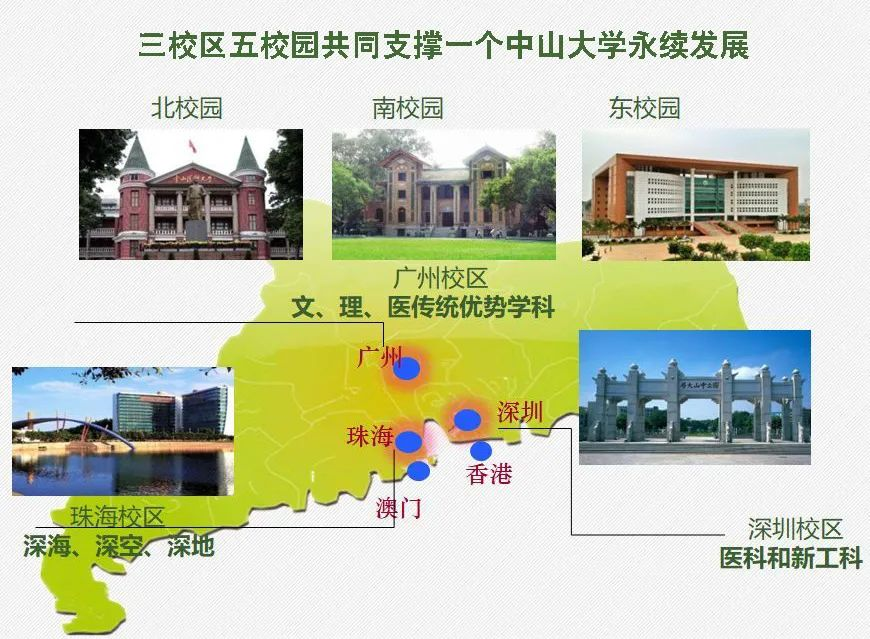 三校区五校园共同支撑一个中山大学永续发展
北校园
南校园
东校园
广州校区
文、理、医传统优势学科
广州
珠海
深圳
香港
澳门
珠海校区
深海、深空、深地
深圳校区
医科和新工科